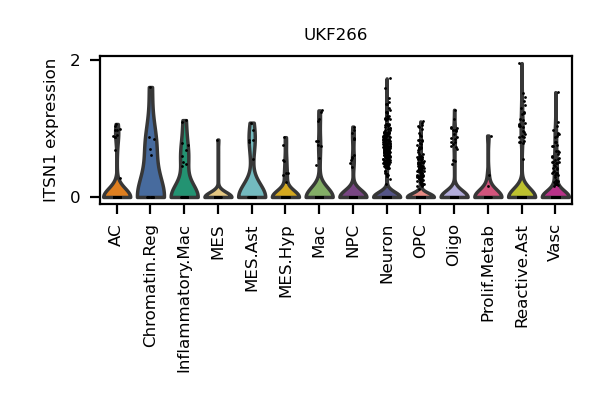 UKF266
ITSN1 expression
2
0
AC
Chromatin.Reg
Inflammatory.Mac
MES
MES.Ast
MES.Hyp
Mac
NPC
Neuron
OPC
Oligo
Prolif.Metab
Reactive.Ast
Vasc